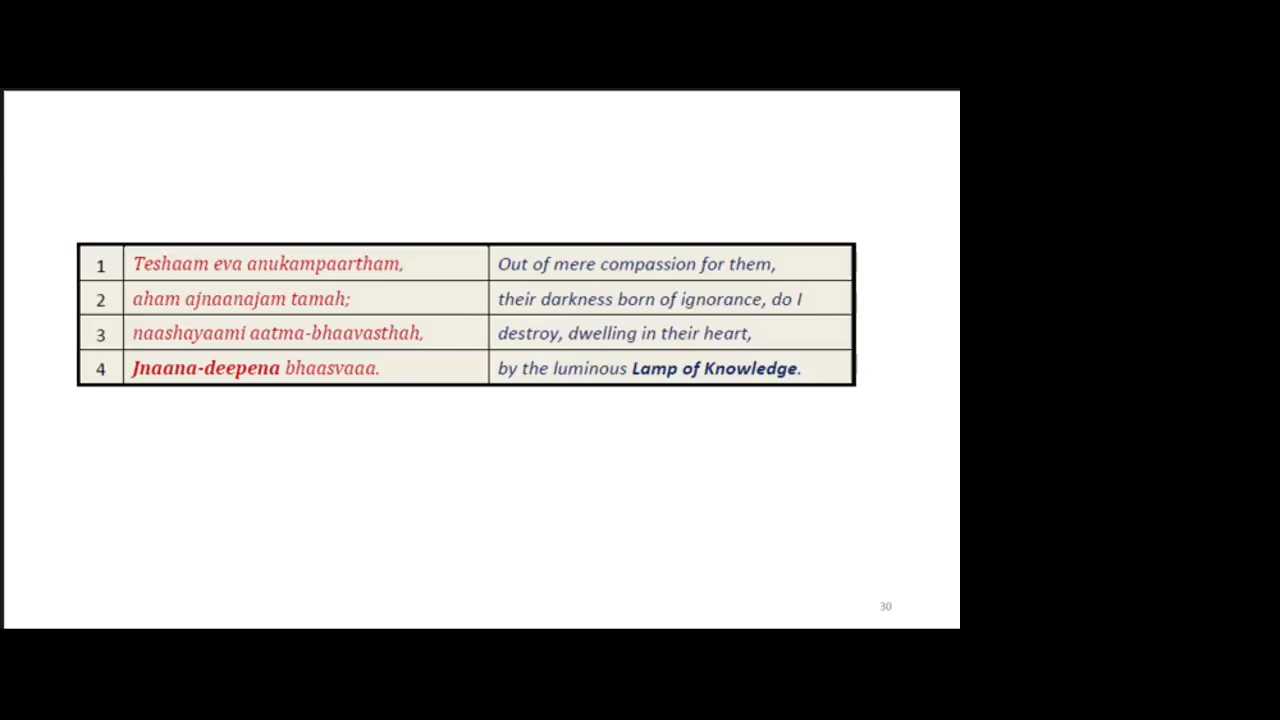 1 Teshaam eva anukampaartham, Out of mere compassion for them,
2 aham ajnaanajam tamah; their darkness born of ignorance, do I
3 naashayaami aatma-bhaavasthah, destroy, dwelling in their heart,
4 Jnaana-deepena bhaasvaaa. by the luminous Lamp of Knowledge.
30